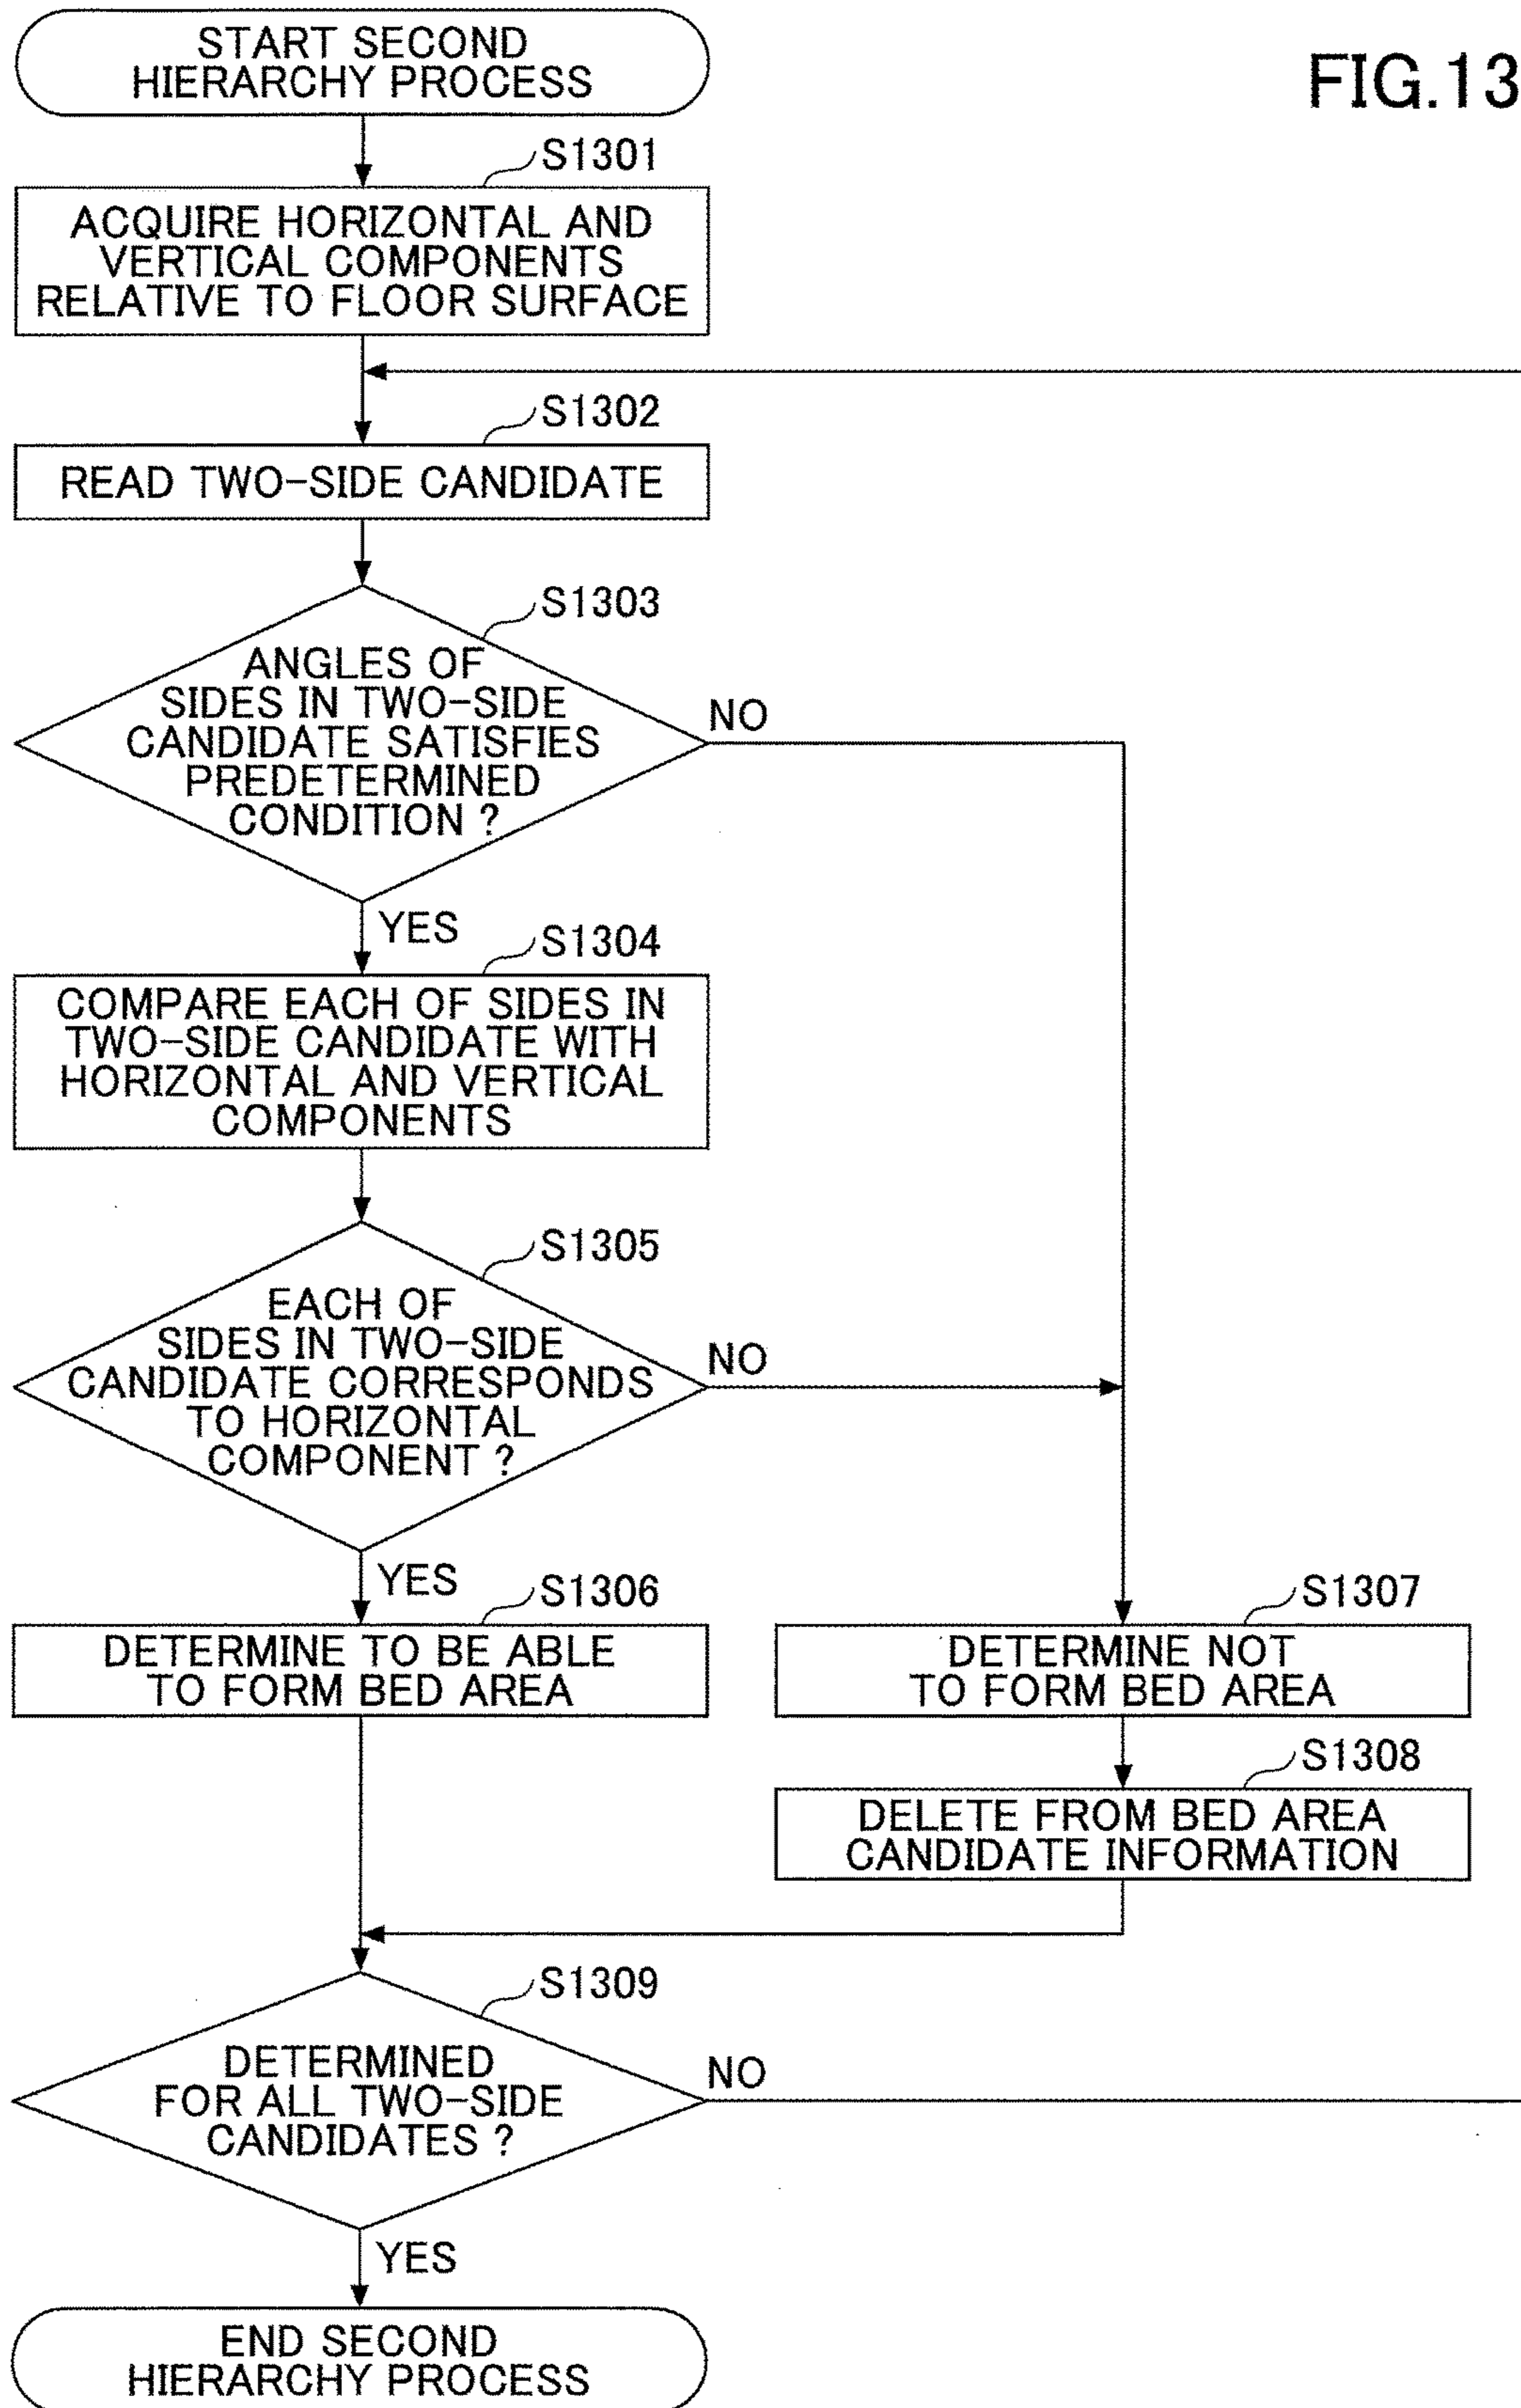 FIG.13
START SECOND
HIERARCHY PROCESS
S1301
ACQUIRE HORIZONTAL AND
VERTICAL COMPONENTS
RELATIVE TO FLOOR SURFACE
S1302
READ TWO-SIDE CANDIDATE
S1303
ANGLES OF
SIDES IN TWO-SIDE
CANDIDATE SATISFIES
PREDETERMINED
CONDITION ?
NO
YES
S1304
COMPARE EACH OF SIDES IN
TWO-SIDE CANDIDATE WITH
HORIZONTAL AND VERTICAL
COMPONENTS
S1305
EACH OF
SIDES IN TWO-SIDE
CANDIDATE CORRESPONDS
TO HORIZONTAL
COMPONENT ?
NO
YES
S1306
DETERMINE TO BE ABLE
TO FORM BED AREA
S1307
DETERMINE NOT
TO FORM BED AREA
S1308
DELETE FROM BED AREA
CANDIDATE INFORMATION
S1309
DETERMINED
FOR ALL TWO-SIDE
CANDIDATES ?
NO
YES
END SECOND
HIERARCHY PROCESS